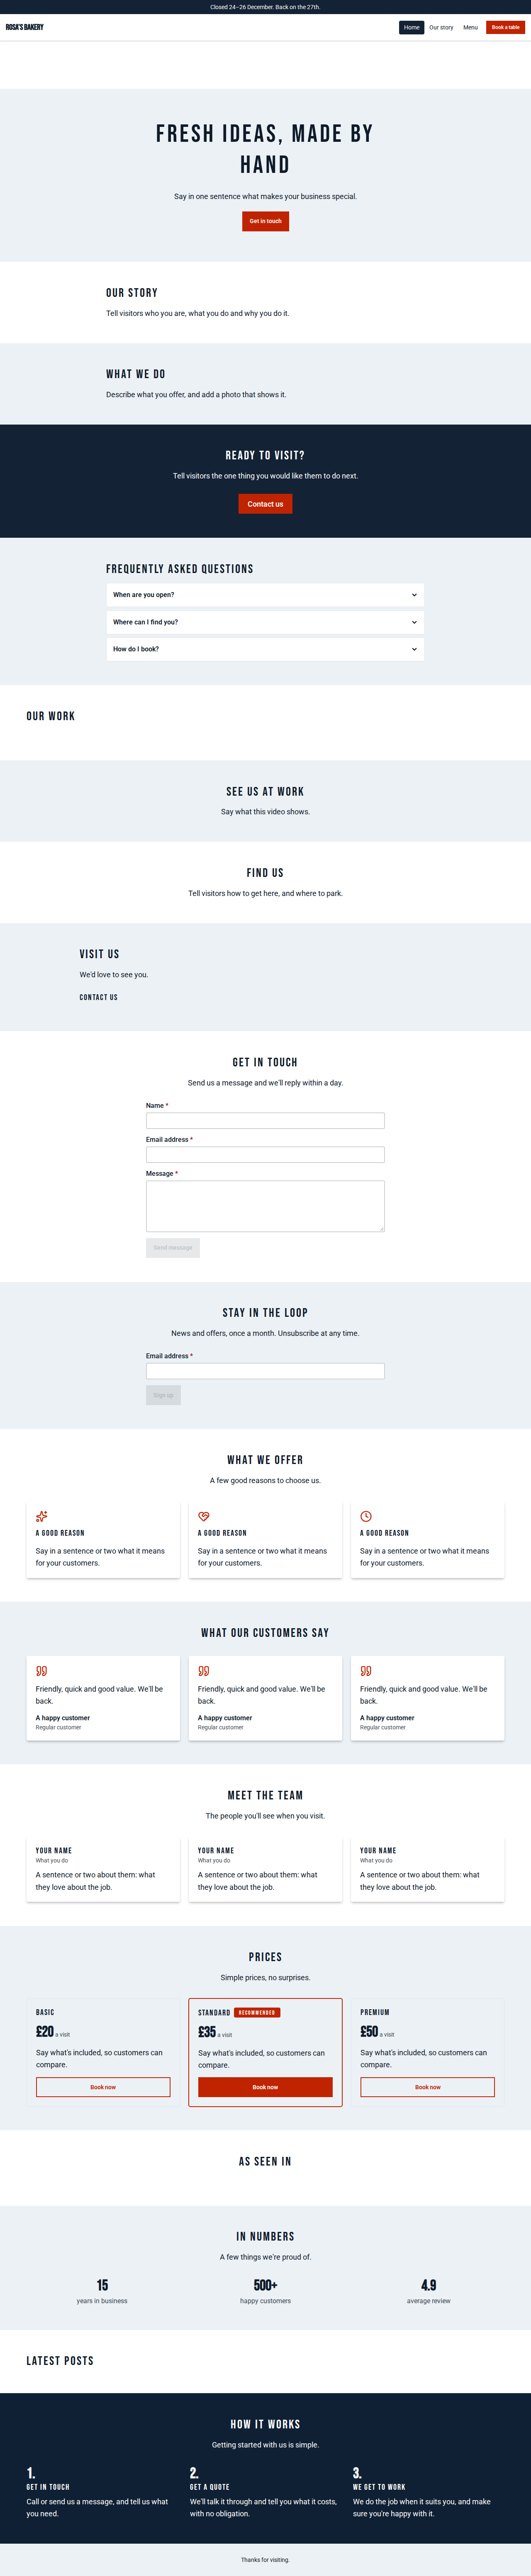 Closed 24–26 December. Back on the 27th.
ROSA'S BAKERY
Home
Our story
Menu
Book a table
FRESH IDEAS, MADE BY
HAND
Say in one sentence what makes your business special.
Get in touch
OUR STORY
Tell visitors who you are, what you do and why you do it.
WHAT WE DO
Describe what you offer, and add a photo that shows it.
READY TO VISIT?
Tell visitors the one thing you would like them to do next.
Contact us
FREQUENTLY ASKED QUESTIONS
When are you open?
Where can I find you?
How do I book?
OUR WORK
SEE US AT WORK
Say what this video shows.
FIND US
Tell visitors how to get here, and where to park.
VISIT US
We'd love to see you.
CONTACT US
GET IN TOUCH
Send us a message and we'll reply within a day.
Name *
Email address *
Message *
Send message
STAY IN THE LOOP
News and offers, once a month. Unsubscribe at any time.
Email address *
Sign up
WHAT WE OFFER
A few good reasons to choose us.
A GOOD REASON
Say in a sentence or two what it means
for your customers.
A GOOD REASON
Say in a sentence or two what it means
for your customers.
A GOOD REASON
Say in a sentence or two what it means
for your customers.
WHAT OUR CUSTOMERS SAY
Friendly, quick and good value. We'll be
back.
A happy customer
Regular customer
Friendly, quick and good value. We'll be
back.
A happy customer
Regular customer
Friendly, quick and good value. We'll be
back.
A happy customer
Regular customer
MEET THE TEAM
The people you'll see when you visit.
YOUR NAME
What you do
A sentence or two about them: what
they love about the job.
YOUR NAME
What you do
A sentence or two about them: what
they love about the job.
YOUR NAME
What you do
A sentence or two about them: what
they love about the job.
PRICES
Simple prices, no surprises.
BASIC
£20 a visit
Say what's included, so customers can
compare.
Book now
STANDARD RECOMMENDED
£35 a visit
Say what's included, so customers can
compare.
Book now
PREMIUM
£50 a visit
Say what's included, so customers can
compare.
Book now
AS SEEN IN
IN NUMBERS
A few things we're proud of.
15
years in business
500+
happy customers
4.9
average review
LATEST POSTS
HOW IT WORKS
Getting started with us is simple.
1.
GET IN TOUCH
Call or send us a message, and tell us what
you need.
2.
GET A QUOTE
We'll talk it through and tell you what it costs,
with no obligation.
3.
WE GET TO WORK
We do the job when it suits you, and make
sure you're happy with it.
Thanks for visiting.